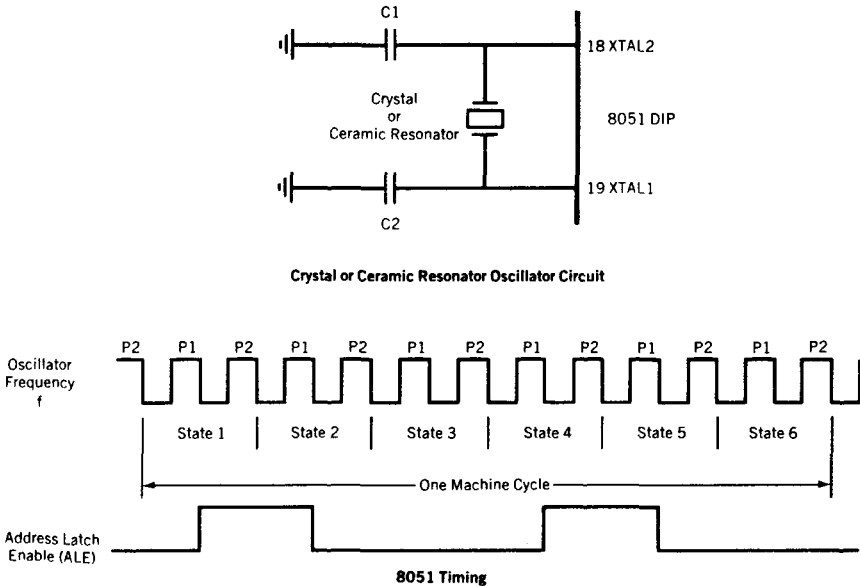 C1
18 XTAL2
Crystal
or
Ceramic Resonator
8051 DIP
19 XTAL1
C2
Crystal or Ceramic Resonator Oscillator Circuit
P2 P1 P2 P1 P2 P1 P2 P1 P2 P1 P2 P1 P2
Oscillator
Frequency
f
State 1 State 2 State 3 State 4 State 5 State 6
One Machine Cycle
Address Latch
Enable (ALE)
8051 Timing